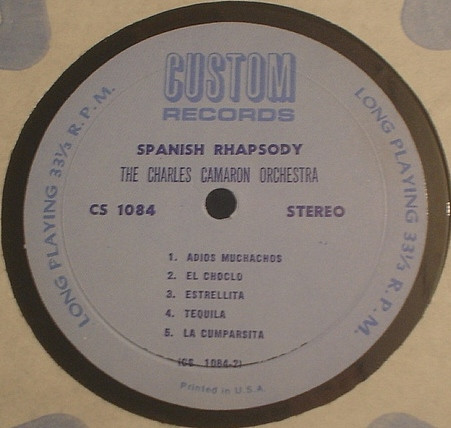 CUSTOM
RECORDS
SPANISH RHAPSODY
THE CHARLES CAMARON ORCHESTRA
CS 1084
STEREO
LONG PLAYING 33⅓ R.P.M.
LONG PLAYING 33⅓ R.P.M.
1. ADIOS MUCHACHOS
2. EL CHOCLO
3. ESTRELLITA
4. TEQUILA
5. LA CUMPARSITA
(CS 1084-2)
Printed in U.S.A.